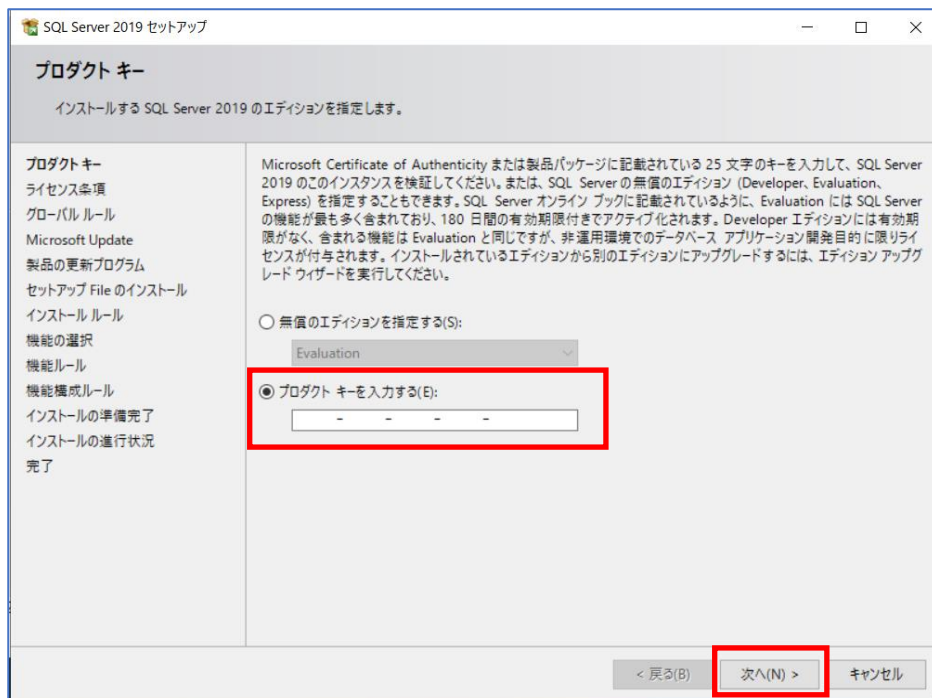 SQL Server 2019 セットアップ
プロダクト キー
インストールする SQL Server 2019 のエディションを指定します。
プロダクト キー
ライセンス条項
グローバル ルール
Microsoft Update
製品の更新プログラム
セットアップ File のインストール
インストール ルール
機能の選択
機能ルール
機能構成ルール
インストールの準備完了
インストールの進行状況
完了
Microsoft Certificate of Authenticity または製品パッケージに記載されている 25 文字のキーを入力して、SQL Server
2019 のこのインスタンスを検証してください。または、SQL Server の無償のエディション (Developer、Evaluation、
Express) を指定することもできます。SQL Server オンライン ブックに記載されているように、Evaluation には SQL Server
の機能が最も多く含まれており、180 日間の有効期限付きでアクティブ化されます。Developer エディションには有効期
限がなく、含まれる機能は Evaluation と同じですが、非運用環境でのデータベース アプリケーション開発目的に限りライ
センスが付与されます。インストールされているエディションから別のエディションにアップグレードするには、エディション アップグ
レード ウィザードを実行してください。
無償のエディションを指定する(S):
Evaluation
プロダクト キーを入力する(E):
- - - -
< 戻る(B)
次へ(N) >
キャンセル